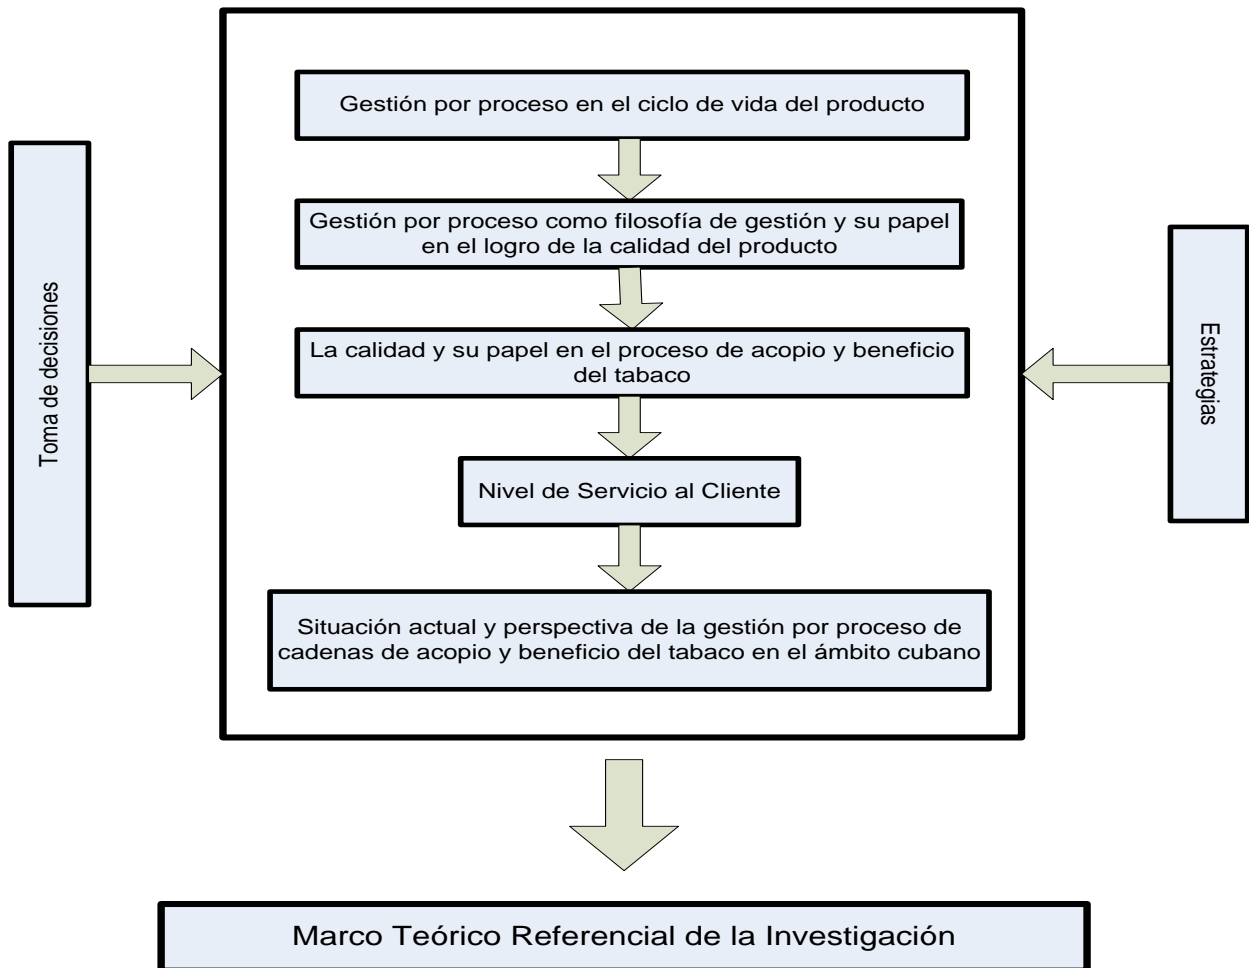 Gestión por proceso en el ciclo de vida del producto
Gestión por proceso como filosofía de gestión y su papel
en el logro de la calidad del producto
La calidad y su papel en el proceso de acopio y beneficio
del tabaco
Nivel de Servicio al Cliente
Situación actual y perspectiva de la gestión por proceso de
cadenas de acopio y beneficio del tabaco en el ámbito cubano
Toma de decisiones
Estrategias
Marco Teórico Referencial de la Investigación